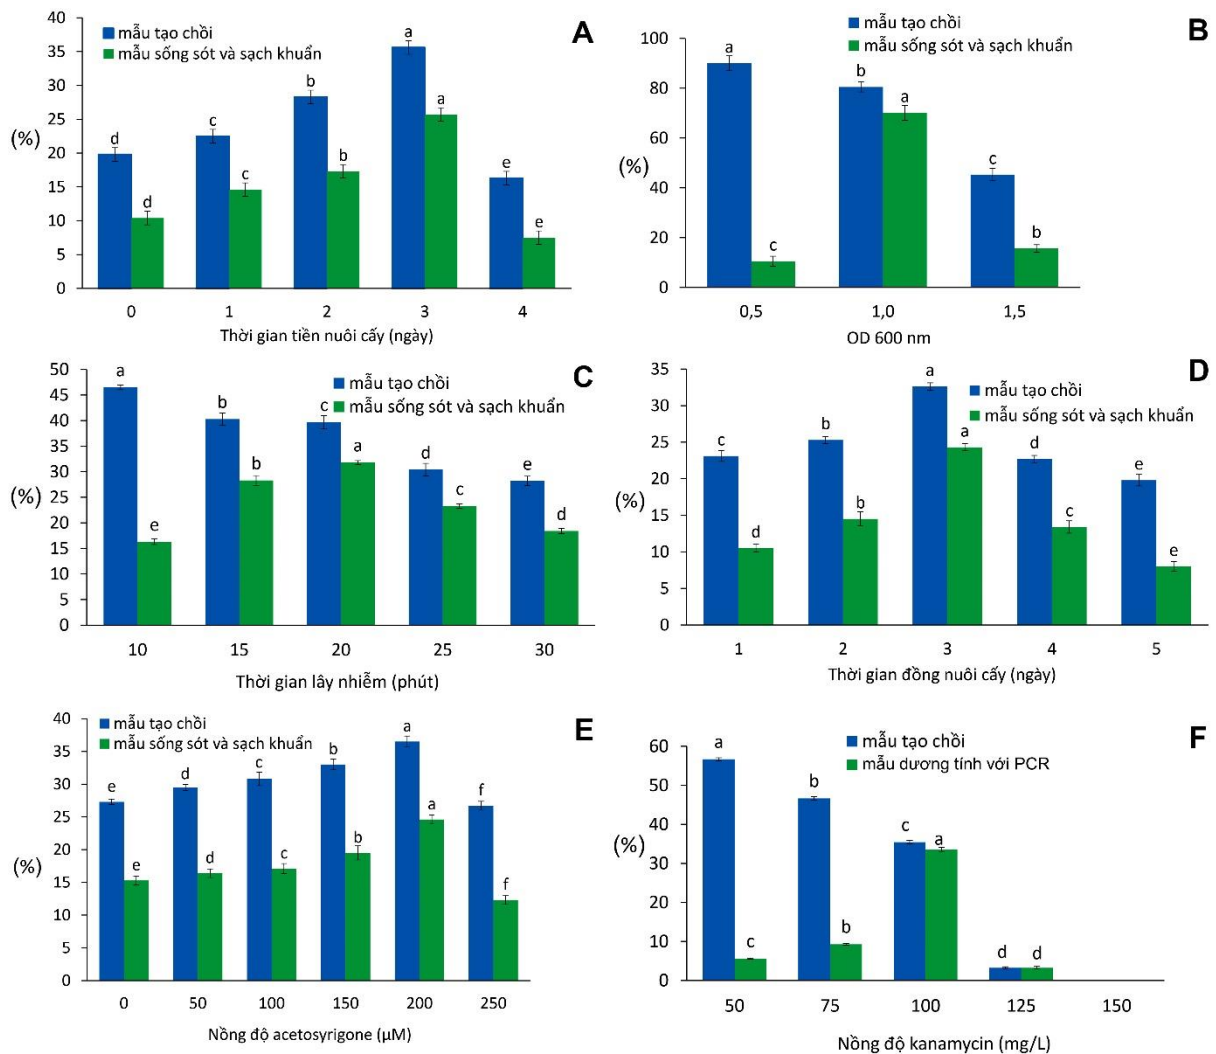 A
mẫu tạo chồi
mẫu sống sót và sạch khuẩn
(%)
40
35
30
25
20
15
10
5
0
d d c c b b a a e e
0 1 2 3 4
Thời gian tiền nuôi cấy (ngày)
B
mẫu tạo chồi
mẫu sống sót và sạch khuẩn
(%)
100
80
60
40
20
0
a c b a c b
0,5 1,0 1,5
OD 600 nm
C
mẫu tạo chồi
mẫu sống sót và sạch khuẩn
(%)
50
45
40
35
30
25
20
15
10
5
0
a e b b c a d c e d
10 15 20 25 30
Thời gian lây nhiễm (phút)
D
mẫu tạo chồi
mẫu sống sót và sạch khuẩn
(%)
35
30
25
20
15
10
5
0
c d b b a a d c e e
1 2 3 4 5
Thời gian đồng nuôi cấy (ngày)
E
mẫu tạo chồi
mẫu sống sót và sạch khuẩn
(%)
40
35
30
25
20
15
10
5
0
e e d d c c b b a a f f
0 50 100 150 200 250
Nồng độ acetosyrigone (µM)
F
mẫu tạo chồi
mẫu dương tính với PCR
(%)
60
50
40
30
20
10
0
a c b b c a d d
50 75 100 125 150
Nồng độ kanamycin (mg/L)